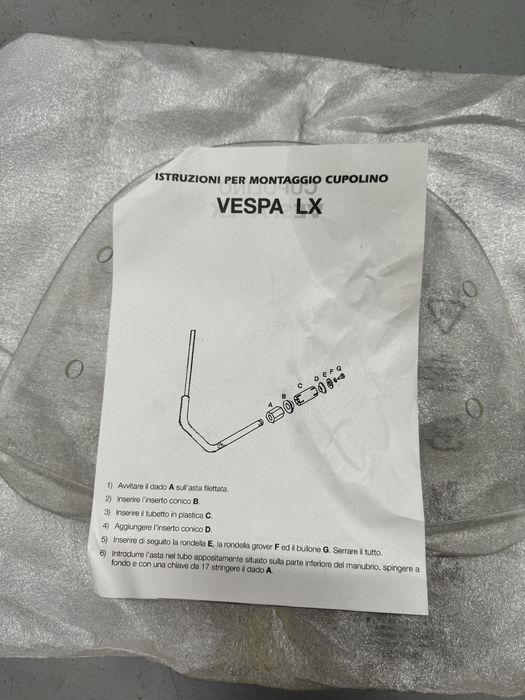 ISTRUZIONI PER MONTAGGIO CUPOLINO
VESPA LX
A
B
C
D
E
F
G
1) Avvitare il dado A sull'asta filettata.
2) Inserire l'inserto conico B.
3) Inserire il tubetto in plastica C.
4) Aggiungere l'inserto conico D.
5) Inserire di seguito la rondella E, la rondella grover F ed il bullone G. Serrare il tutto.
6) Introdurre l'asta nel tubo appositamente situato sulla parte inferiore del manubrio, spingere a
fondo e con una chiave da 17 stringere il dado A.